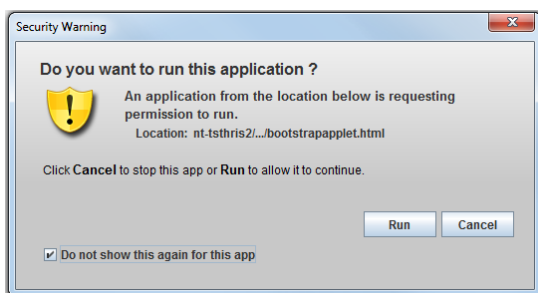 Security Warning
Do you want to run this application ?
An application from the location below is requesting
permission to run.
Location: nt-tsthris2/.../bootstrapapplet.html
Click Cancel to stop this app or Run to allow it to continue.
Run Cancel
Do not show this again for this app